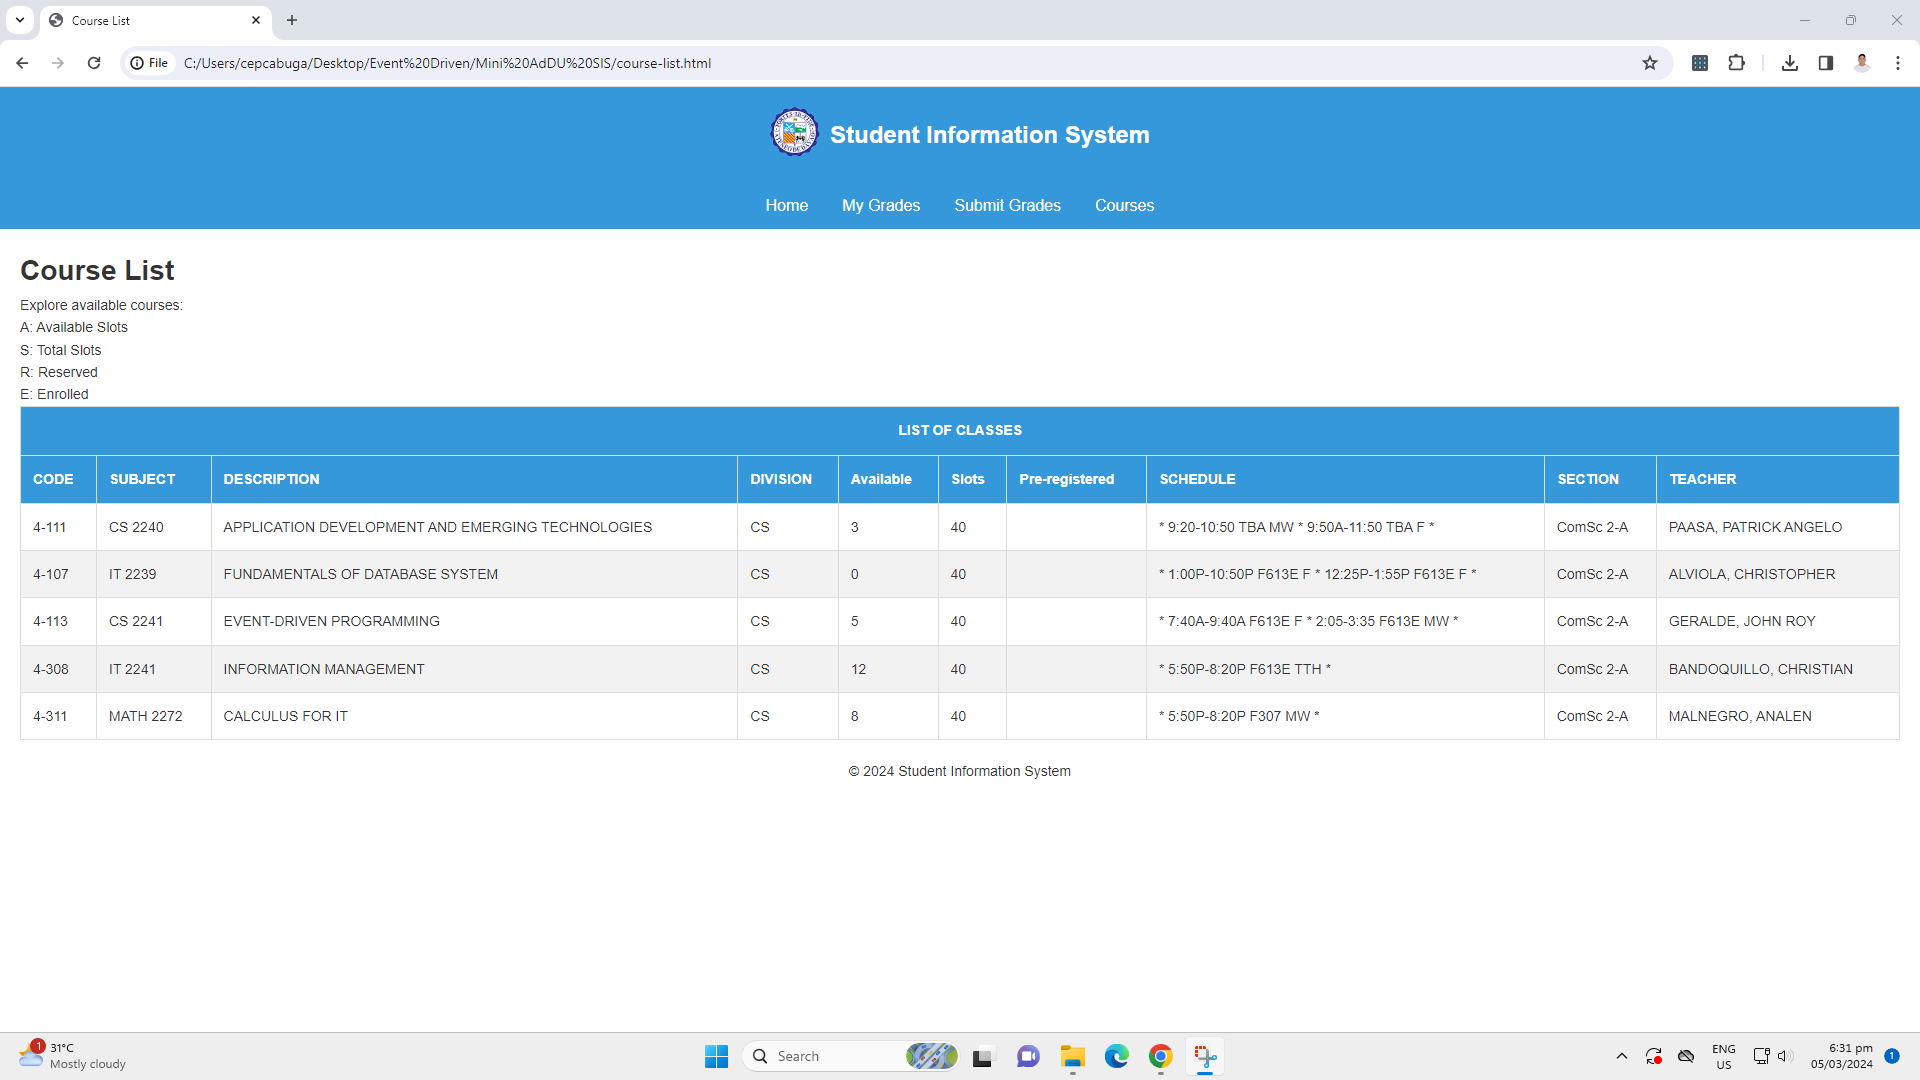 Course List
File
C:/Users/cepcabuga/Desktop/Event%20Driven/Mini%20AdDU%20SIS/course-list.html
Student Information System
Home My Grades Submit Grades Courses
Course List
Explore available courses:
A: Available Slots
S: Total Slots
R: Reserved
E: Enrolled
LIST OF CLASSES
CODE SUBJECT DESCRIPTION DIVISION Available Slots Pre-registered SCHEDULE SECTION TEACHER
4-111 CS 2240 APPLICATION DEVELOPMENT AND EMERGING TECHNOLOGIES CS 3 40 * 9:20-10:50 TBA MW * 9:50A-11:50 TBA F * ComSc 2-A PAASA, PATRICK ANGELO
4-107 IT 2239 FUNDAMENTALS OF DATABASE SYSTEM CS 0 40 * 1:00P-10:50P F613E F * 12:25P-1:55P F613E F * ComSc 2-A ALVIOLA, CHRISTOPHER
4-113 CS 2241 EVENT-DRIVEN PROGRAMMING CS 5 40 * 7:40A-9:40A F613E F * 2:05-3:35 F613E MW * ComSc 2-A GERALDE, JOHN ROY
4-308 IT 2241 INFORMATION MANAGEMENT CS 12 40 * 5:50P-8:20P F613E TTH * ComSc 2-A BANDOQUILLO, CHRISTIAN
4-311 MATH 2272 CALCULUS FOR IT CS 8 40 * 5:50P-8:20P F307 MW * ComSc 2-A MALNEGRO, ANALEN
© 2024 Student Information System
1
31°C
Mostly cloudy
Search
ENG
US
6:31 pm
05/03/2024
1